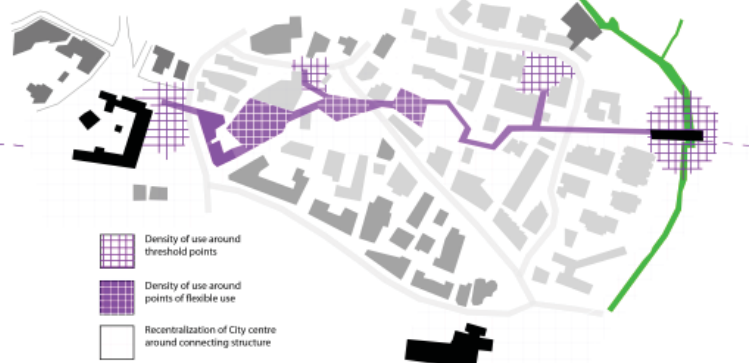 Density of use around
threshold points
Density of use around
points of flexible use
Recentralization of City centre
around connecting structure